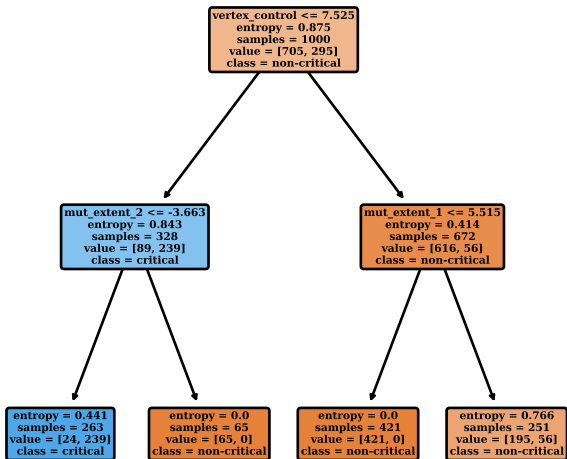 vertex_control <= 7.525
entropy = 0.875
samples = 1000
value = [705, 295]
class = non-critical
mut_extent_2 <= -3.663
entropy = 0.843
samples = 328
value = [89, 239]
class = critical
mut_extent_1 <= 5.515
entropy = 0.414
samples = 672
value = [616, 56]
class = non-critical
entropy = 0.441
samples = 263
value = [24, 239]
class = critical
entropy = 0.0
samples = 65
value = [65, 0]
class = non-critical
entropy = 0.0
samples = 421
value = [421, 0]
class = non-critical
entropy = 0.766
samples = 251
value = [195, 56]
class = non-critical